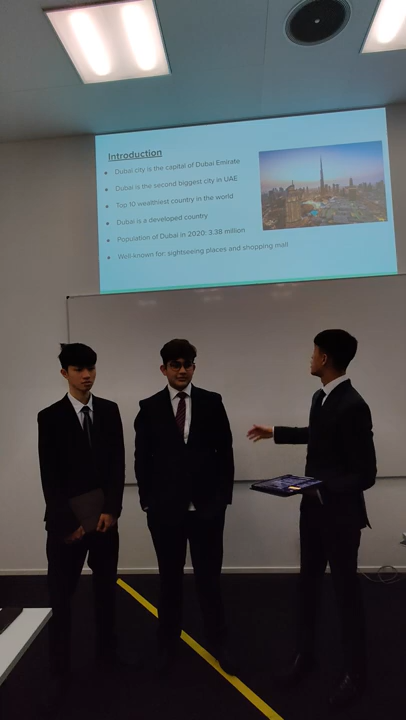 Introduction
Dubai city is the capital of Dubai Emirate
Dubai is the second biggest city in UAE
Top 10 wealthiest country in the world
Dubai is a developed country
Population of Dubai in 2020: 3.38 million
Well-known for: sightseeing places and shopping mall